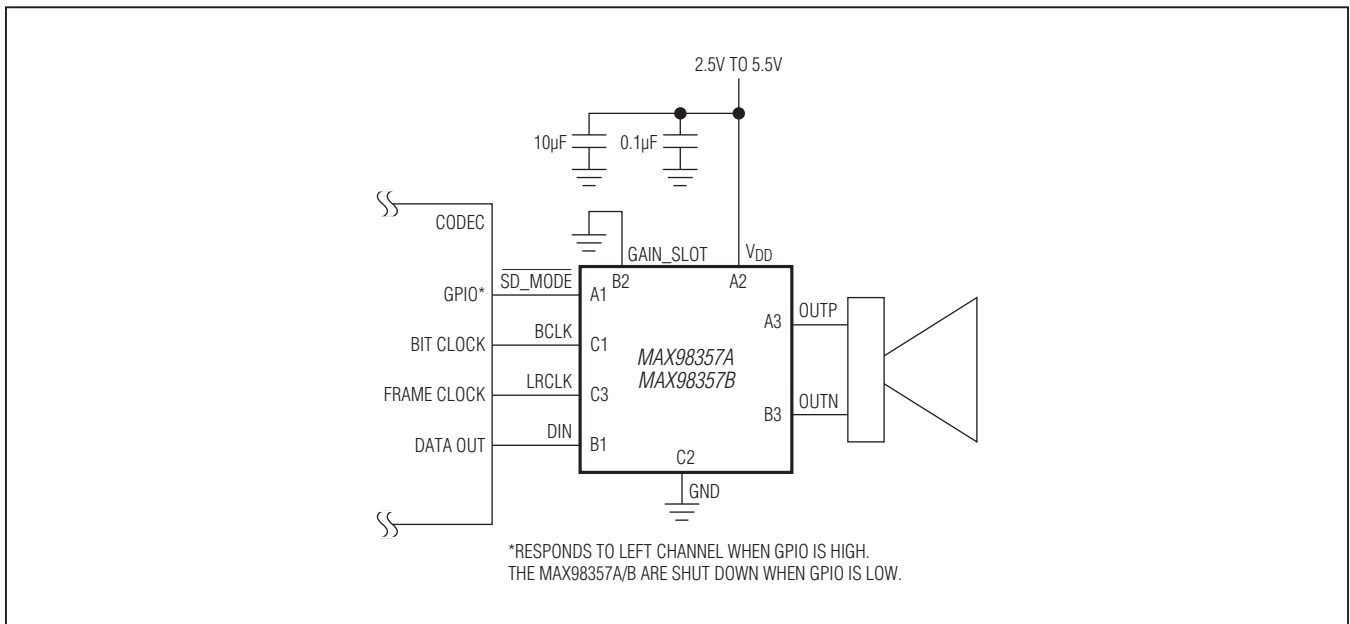 2.5V TO 5.5V
10µF
0.1µF
CODEC
GAIN_SLOT
VDD
B2
A2
GPIO*
SD_MODE
A1
A3
OUTP
BIT CLOCK
BCLK
C1
MAX98357A
MAX98357B
FRAME CLOCK
LRCLK
C3
B3
OUTN
DATA OUT
DIN
B1
C2
GND
*RESPONDS TO LEFT CHANNEL WHEN GPIO IS HIGH.
THE MAX98357A/B ARE SHUT DOWN WHEN GPIO IS LOW.